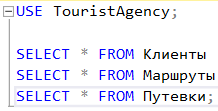 USE TouristAgency;
SELECT * FROM Клиенты
SELECT * FROM Маршруты
SELECT * FROM Путевки;